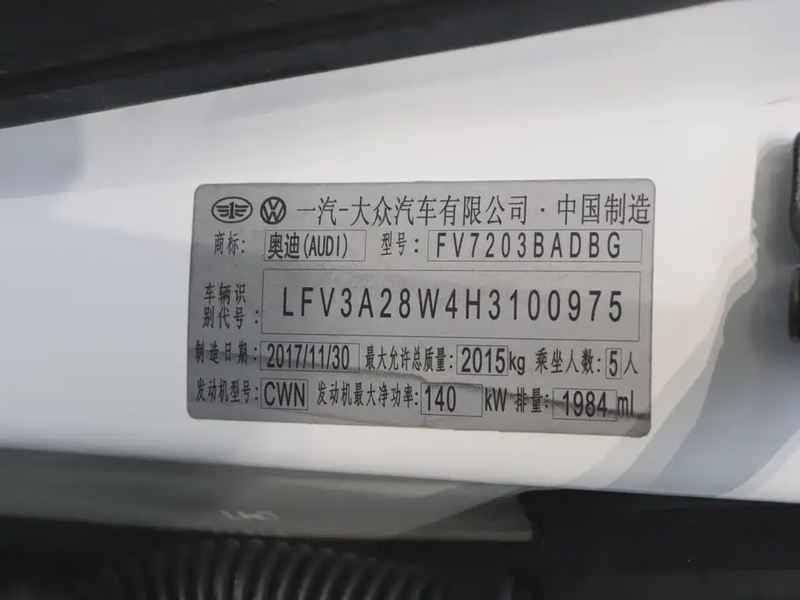 一汽-大众汽车有限公司·中国制造
商标: 奥迪(AUDI) 型号: FV7203BADBG
车辆识别代号: LFV3A28W4H3100975
制造日期: 2017/11/30 最大允许总质量: 2015kg 乘坐人数: 5人
发动机型号: CWN 发动机最大净功率: 140 kW 排量: 1984 ml